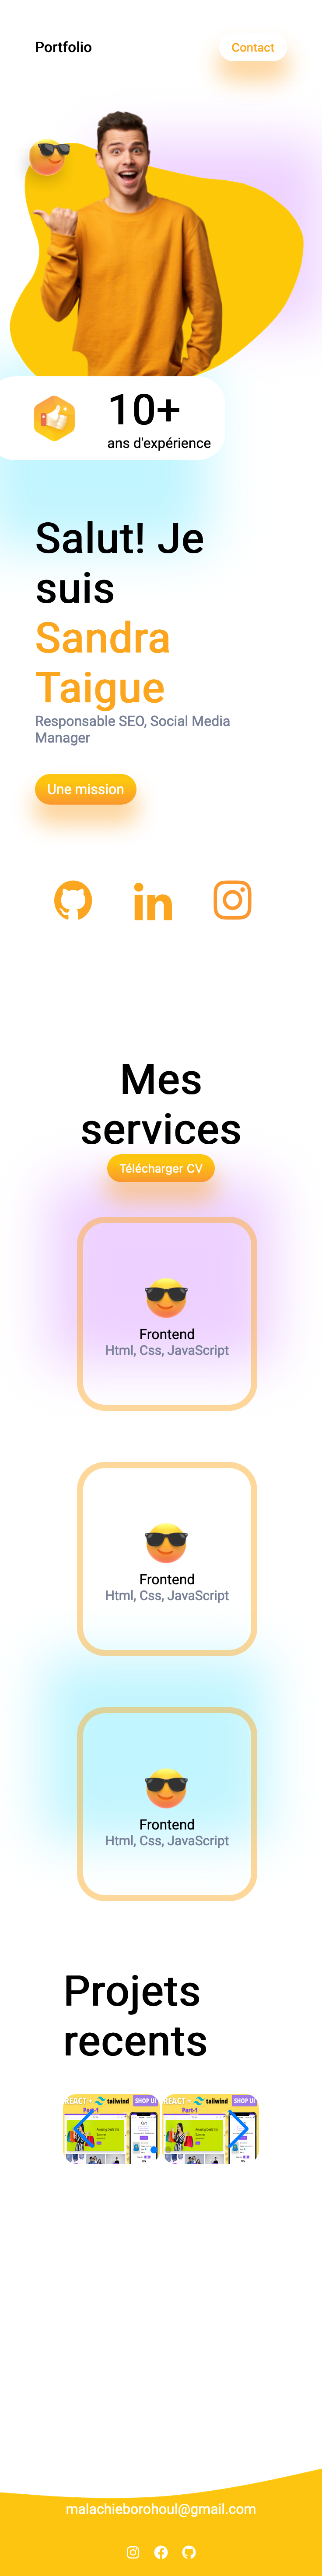 Portfolio
Contact
10+
ans d'expérience
Salut! Je
suis
Sandra
Taigue
Responsable SEO, Social Media
Manager
Une mission
Mes
services
Télécharger CV
Frontend
Html, Css, JavaScript
Frontend
Html, Css, JavaScript
Frontend
Html, Css, JavaScript
Projets
recents
REACT + tailwind SHOP UI
Part-1
REACT + tailwind SHOP UI
Part-1
malachieborohoul@gmail.com